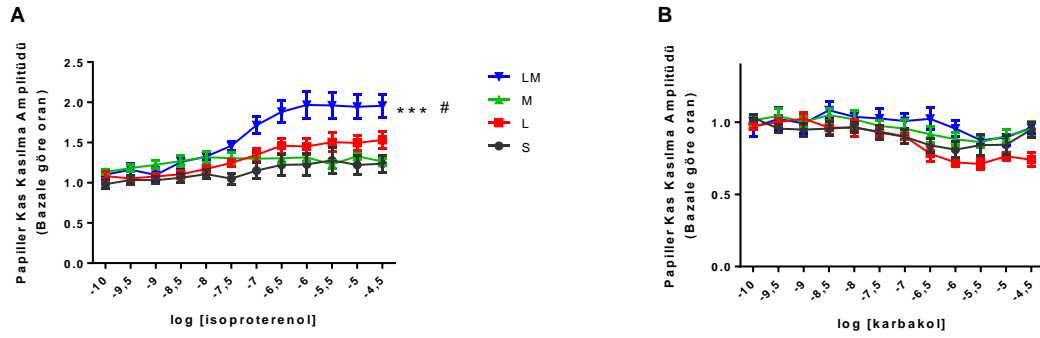 A
Papiller Kas Kasılma Amplitüdü
(Bazale göre oran)
2.5
2.0
1.5
1.0
0.5
0.0
-10
-9,5
-9
-8,5
-8
-7,5
-7
-6,5
-6
-5,5
-5
-4,5
log [isoproterenol]
*** #
LM
M
L
S
B
Papiller Kas Kasılma Amplitüdü
(Bazale göre oran)
1.0
0.5
0.0
-10
-9,5
-9
-8,5
-8
-7,5
-7
-6,5
-6
-5,5
-5
-4,5
log [karbakol]